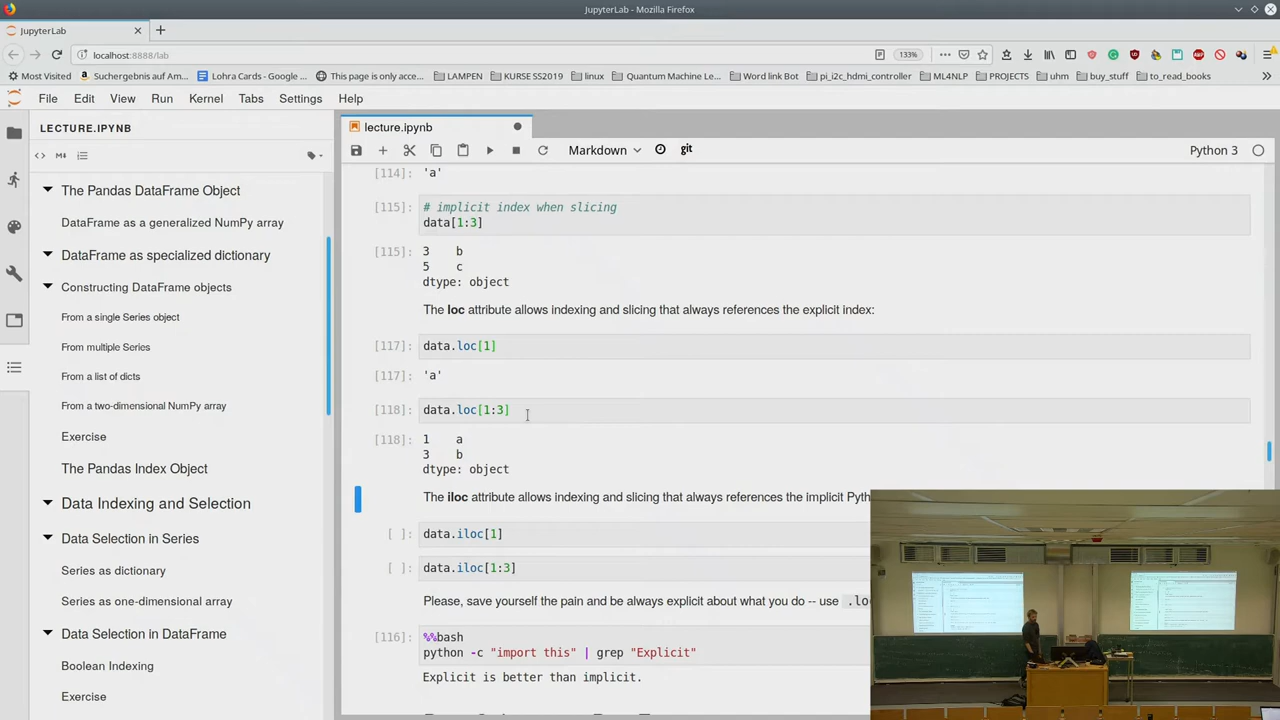 JupyterLab - Mozilla Firefox
JupyterLab
localhost:8888/lab
133%
Most Visited
Suchergebnis auf Am...
Lohra Cards - Google ...
This page is only acce...
LAMPEN
KURSE SS2019
linux
Quantum Machine Le...
Word link Bot
pi_i2c_hdmi_controller
ML4NLP
PROJECTS
uhm
buy_stuff
to_read_books
File Edit View Run Kernel Tabs Settings Help
LECTURE.IPYNB
The Pandas DataFrame Object
DataFrame as a generalized NumPy array
DataFrame as specialized dictionary
Constructing DataFrame objects
From a single Series object
From multiple Series
From a list of dicts
From a two-dimensional NumPy array
Exercise
The Pandas Index Object
Data Indexing and Selection
Data Selection in Series
Series as dictionary
Series as one-dimensional array
Data Selection in DataFrame
Boolean Indexing
Exercise
lecture.ipynb
Markdown
git
Python 3
[114]: 'a'
[115]: # implicit index when slicing
data[1:3]
[115]: 3 b
5 c
dtype: object
The loc attribute allows indexing and slicing that always references the explicit index:
[117]: data.loc[1]
[117]: 'a'
[118]: data.loc[1:3]
[118]: 1 a
3 b
dtype: object
The iloc attribute allows indexing and slicing that always references the implicit Pyth
[ ]: data.iloc[1]
[ ]: data.iloc[1:3]
Please, save yourself the pain and be always explicit about what you do -- use .loc
[116]: %%bash
python -c "import this" | grep "Explicit"
Explicit is better than implicit.